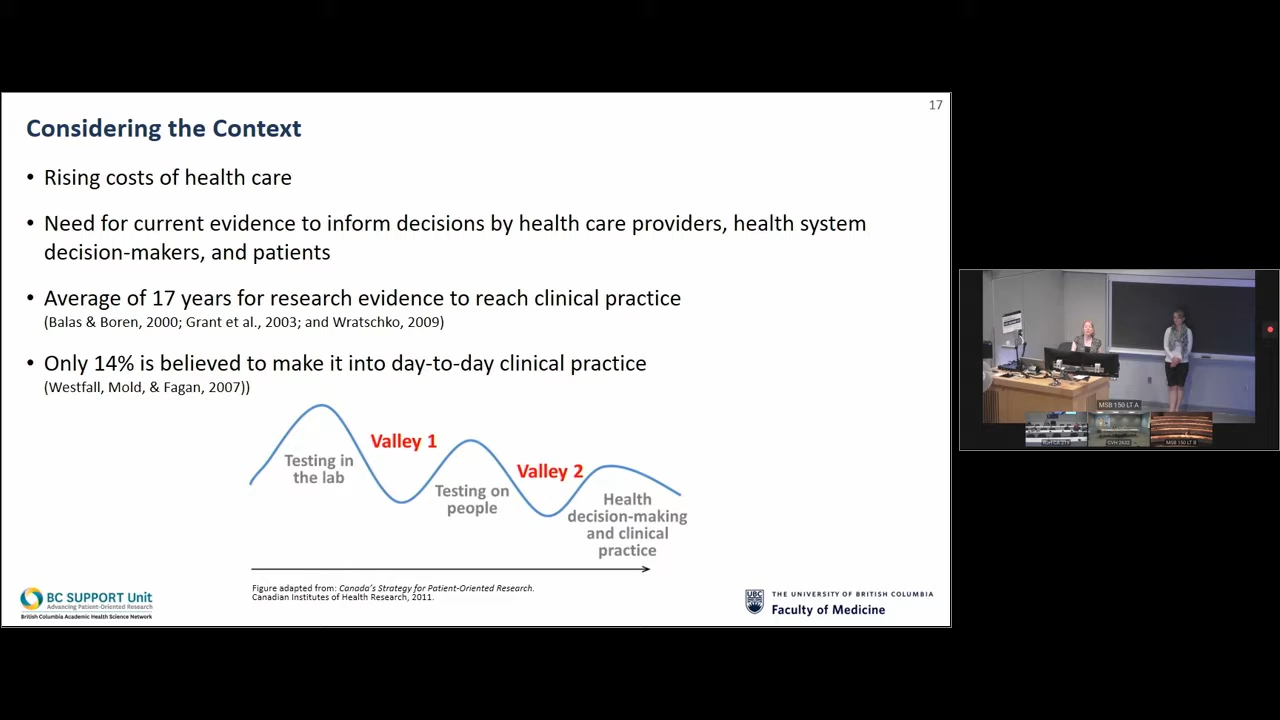 17
Considering the Context
• Rising costs of health care
• Need for current evidence to inform decisions by health care providers, health system
decision-makers, and patients
• Average of 17 years for research evidence to reach clinical practice
(Balas & Boren, 2000; Grant et al., 2003; and Wratschko, 2009)
• Only 14% is believed to make it into day-to-day clinical practice
(Westfall, Mold, & Fagan, 2007))
Valley 1
Testing in
the lab
Valley 2
Testing on
people
Health
decision-making
and clinical
practice
Figure adapted from: Canada's Strategy for Patient-Oriented Research.
Canadian Institutes of Health Research, 2011.
BC SUPPORT Unit
Advancing Patient-Oriented Research
British Columbia Academic Health Science Network
UBC
THE UNIVERSITY OF BRITISH COLUMBIA
Faculty of Medicine
MSB 150 LT A
CVH 2602
MSB 150 LT B